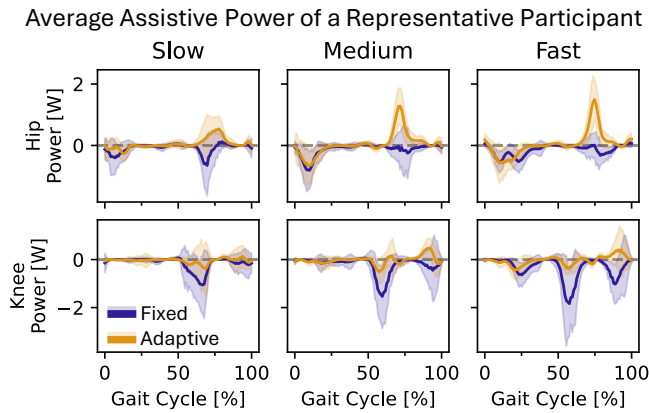 Average Assistive Power of a Representative Participant
Slow Medium Fast
Hip
Power [W]
2
0
Knee
Power [W]
0
−2
Fixed
Adaptive
0 50 100 0 50 100 0 50 100
Gait Cycle [%] Gait Cycle [%] Gait Cycle [%]